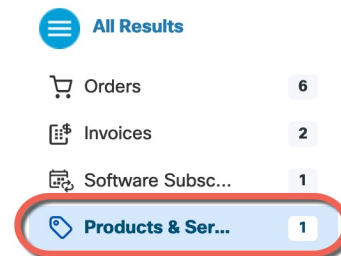 All Results
Orders 6
Invoices 2
Software Subsc... 1
Products & Ser... 1